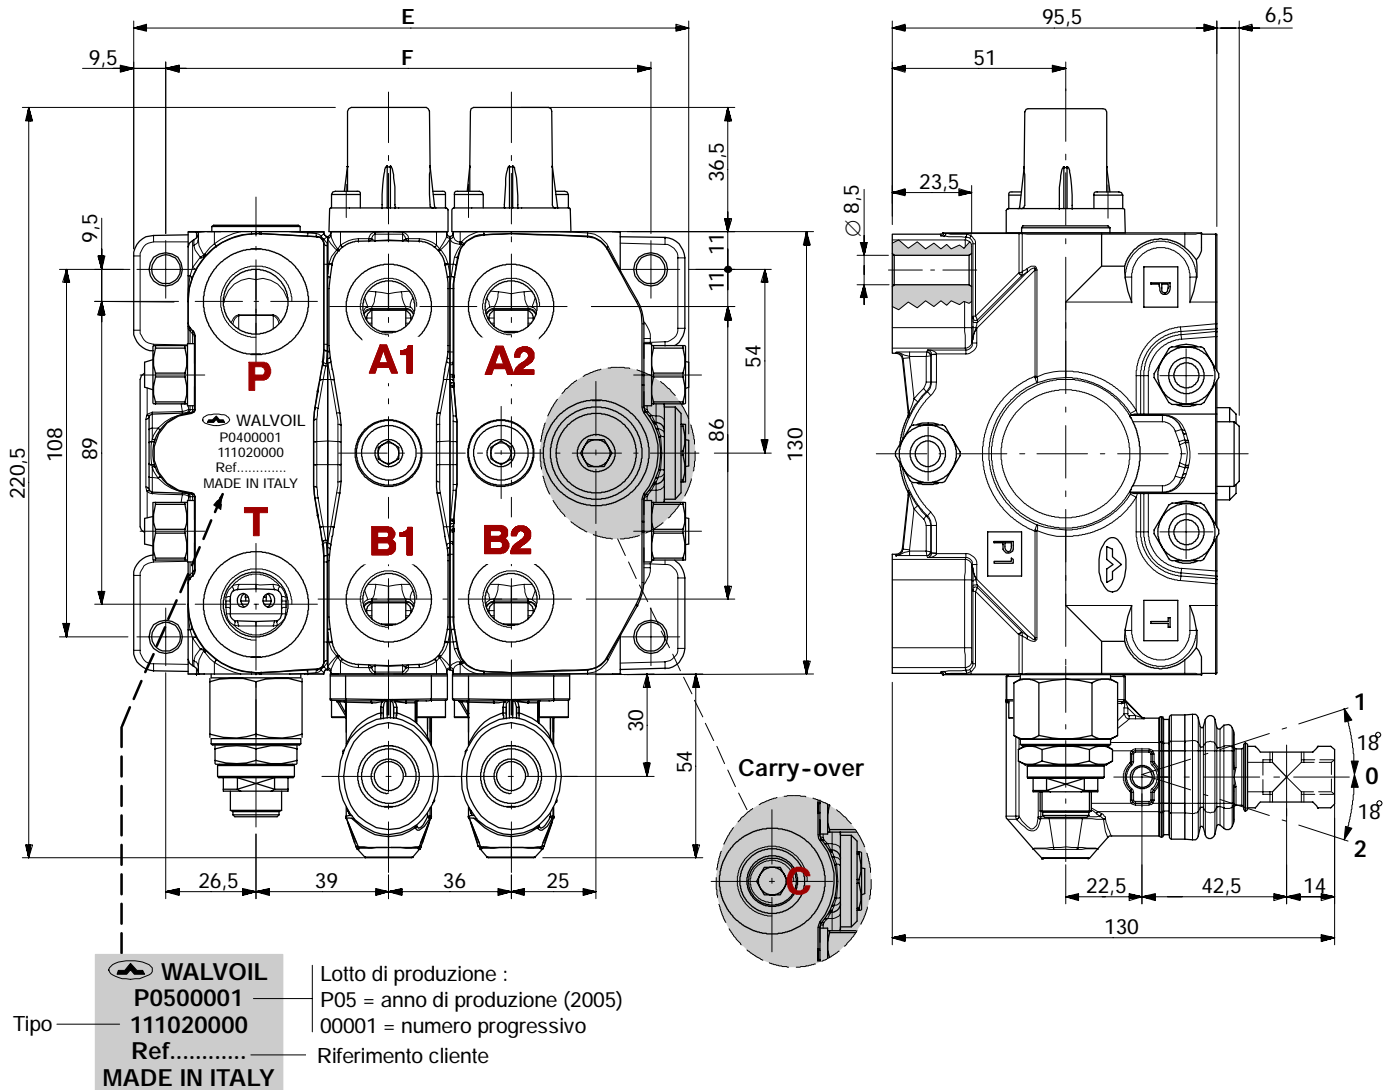 E
95,5
6,5
9,5
F
51
36,5
23,5
Ø 8,5
9,5
11
11
P
A1
A2
P
54
WALVOIL
P0400001
111020000
Ref.............
MADE IN ITALY
220,5
108
89
86
130
T
B1
B2
P1
T
30
54
1
18°
0
18°
2
Carry-over
C
26,5
39
36
25
22,5
42,5
14
130
WALVOIL
P0500001
Tipo
111020000
Ref............
MADE IN ITALY
Lotto di produzione :
P05 = anno di produzione (2005)
00001 = numero progressivo
Riferimento cliente